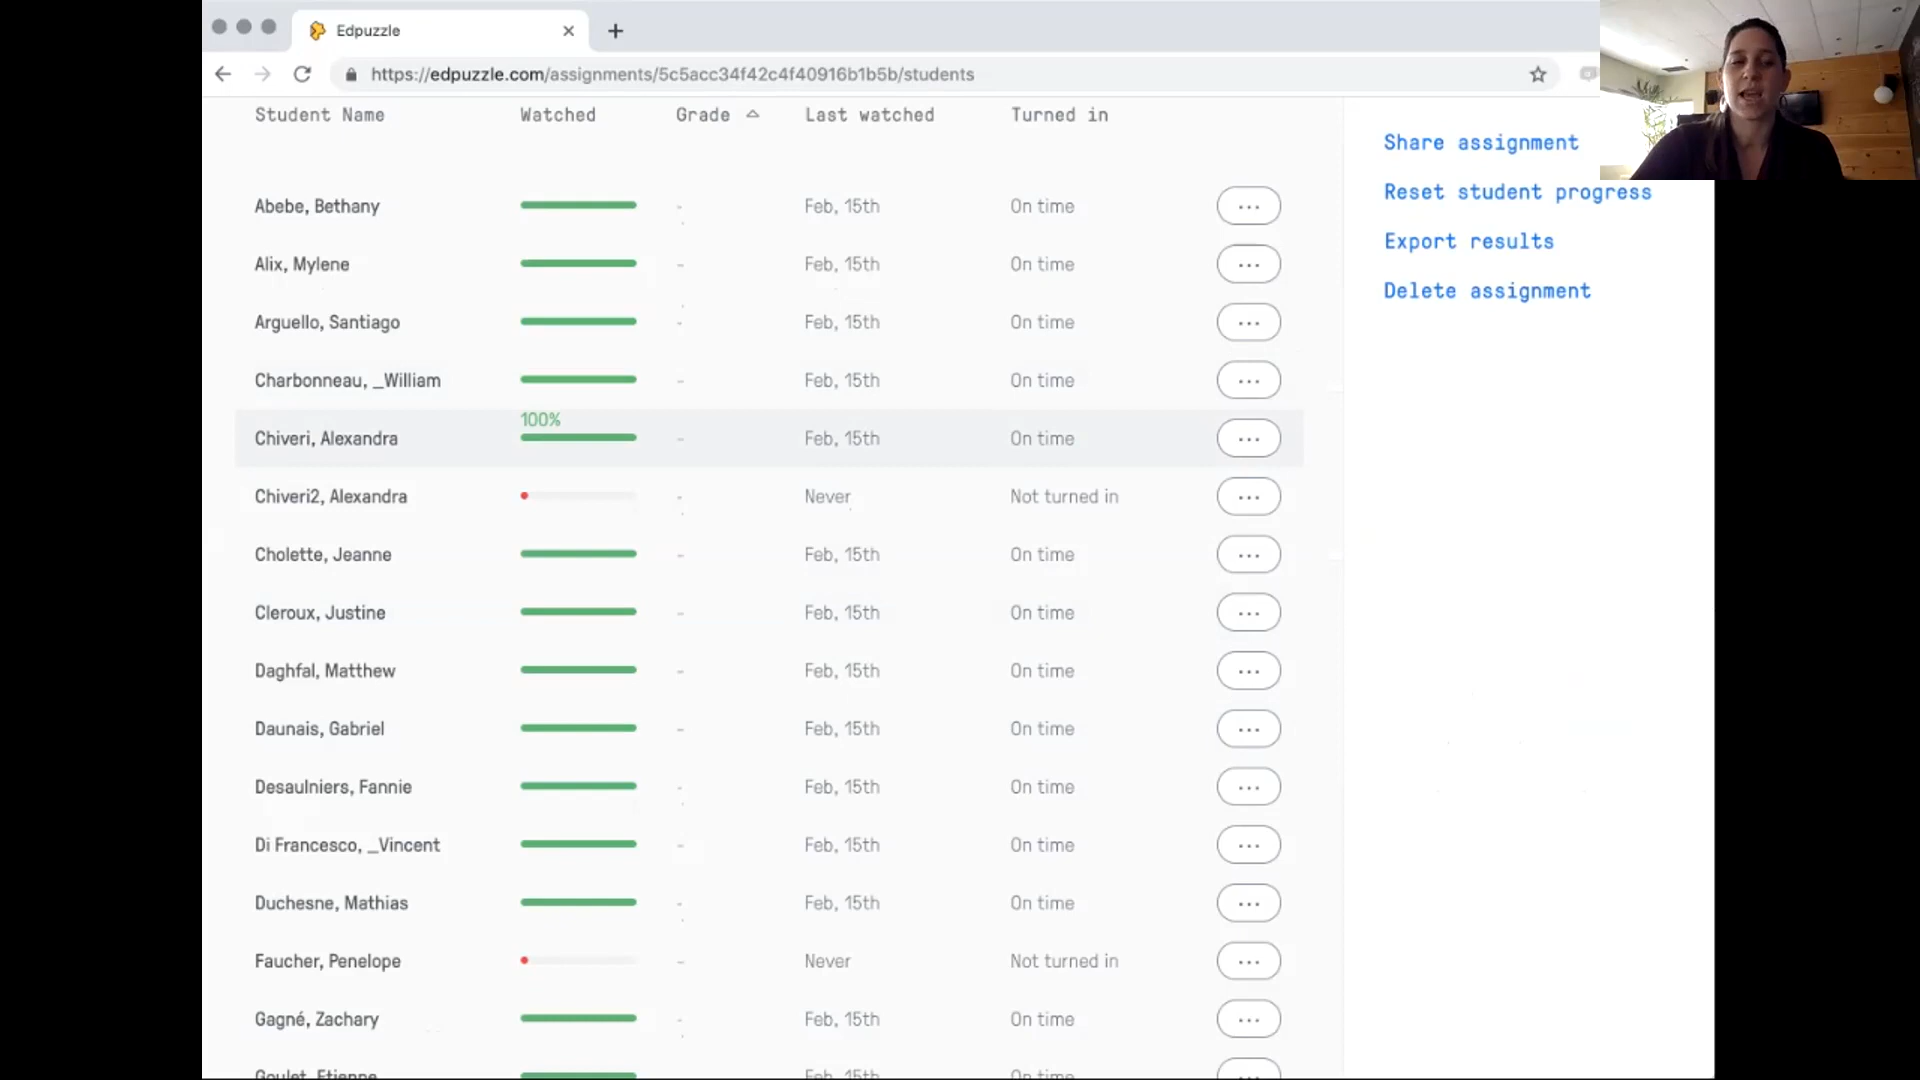 Edpuzzle
https://edpuzzle.com/assignments/5c5acc34f42c4f40916b1b5b/students
Student Name Watched Grade Last watched Turned in
Share assignment
Reset student progress
Export results
Delete assignment
Abebe, Bethany - Feb, 15th On time ...
Alix, Mylene - Feb, 15th On time ...
Arguello, Santiago - Feb, 15th On time ...
Charbonneau, _William - Feb, 15th On time ...
100%
Chiveri, Alexandra - Feb, 15th On time ...
Chiveri2, Alexandra - Never Not turned in ...
Cholette, Jeanne - Feb, 15th On time ...
Cleroux, Justine - Feb, 15th On time ...
Daghfal, Matthew - Feb, 15th On time ...
Daunais, Gabriel - Feb, 15th On time ...
Desaulniers, Fannie - Feb, 15th On time ...
Di Francesco, _Vincent - Feb, 15th On time ...
Duchesne, Mathias - Feb, 15th On time ...
Faucher, Penelope - Never Not turned in ...
Gagné, Zachary - Feb, 15th On time ...
Goulet, Etienne Feb, 15th On time ...